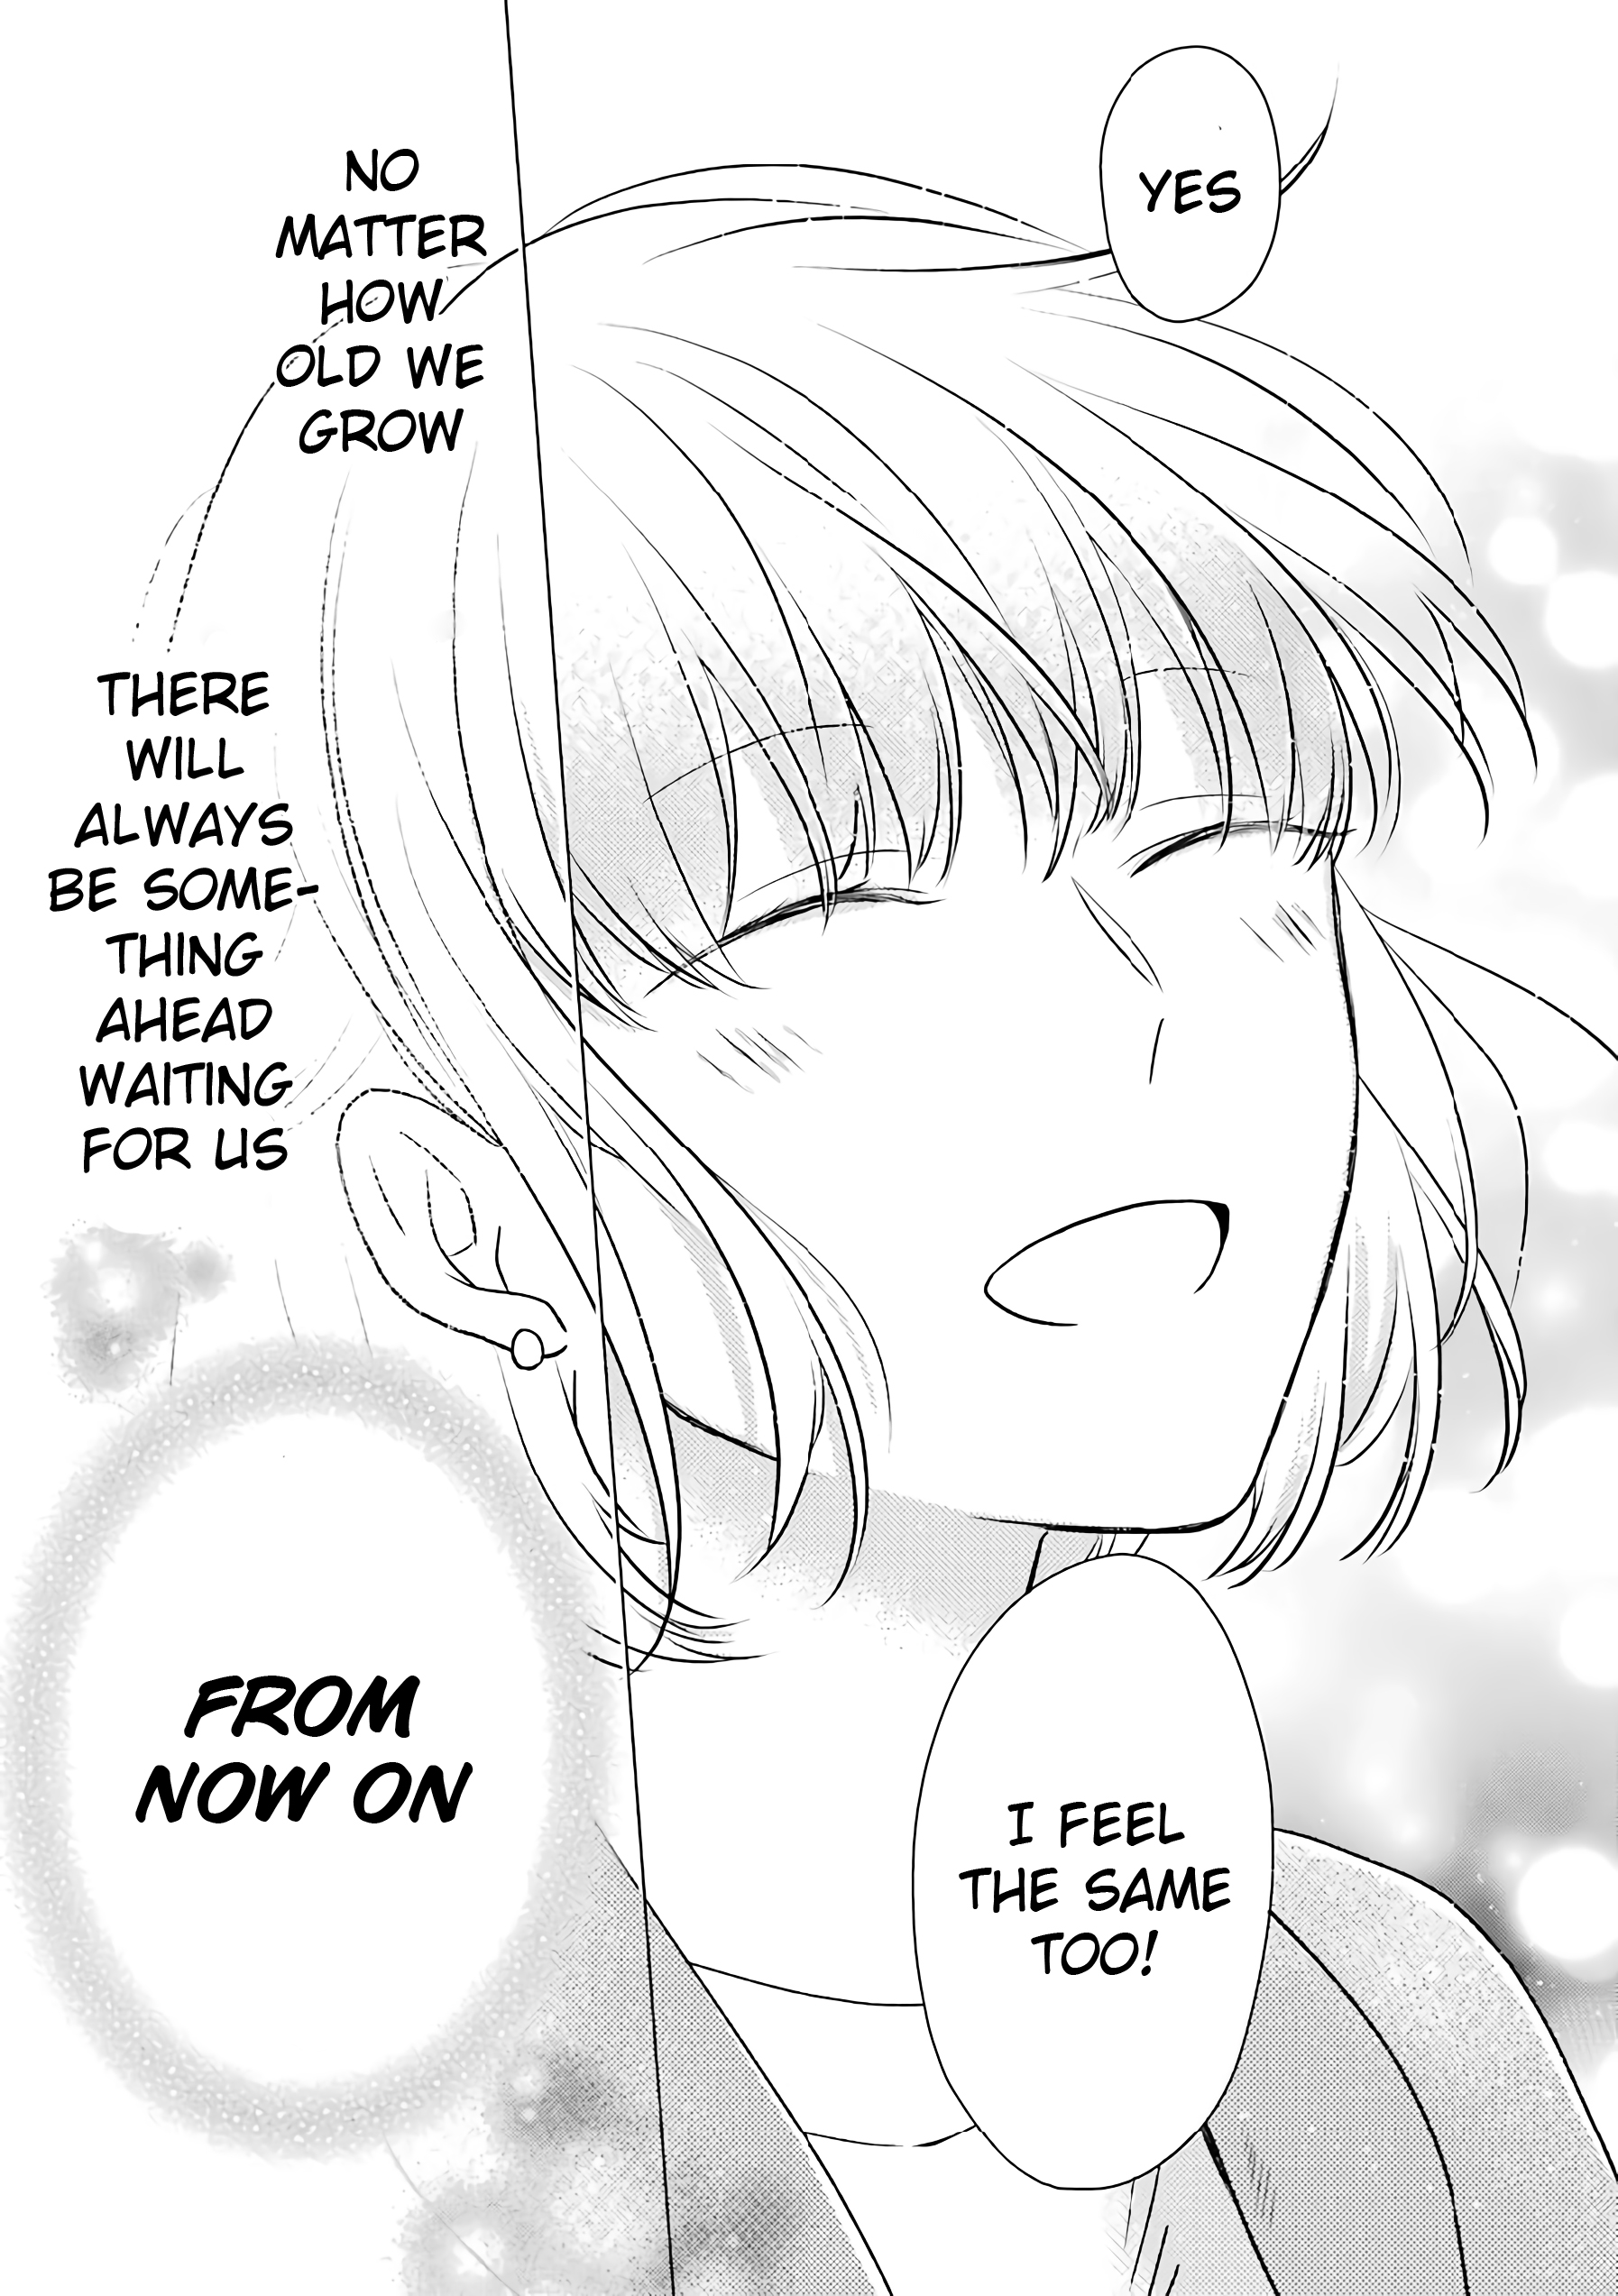 YES
I FEEL
THE SAME
TOO!
NO
MATTER
HOW
OLD WE
GROW
THERE
WILL
ALWAYS
BE SOME-
THING
AHEAD
WAITING
FOR US
FROM
NOW ON